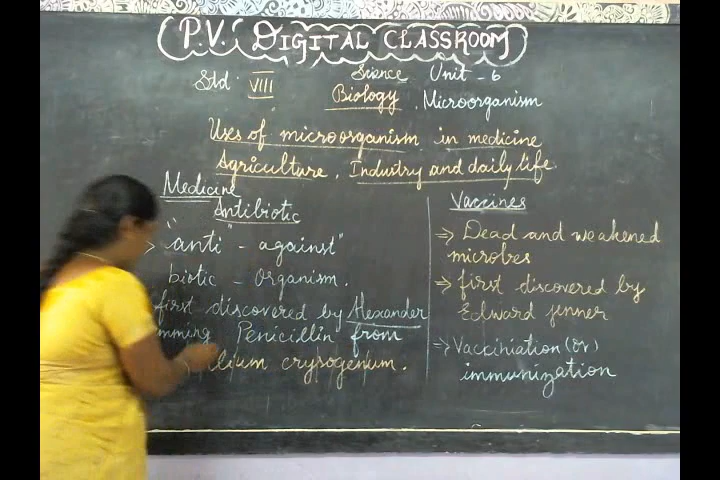 P.V. DIGITAL CLASSROOM
Std. VIII
Science Unit - 6
Biology, Microorganism
Uses of microorganism in medicine
Agriculture, Industry and daily life
Medicine
Antibiotic
"anti" - against"
biotic - Organism.
first discovered by Alexander
Penicillin from
crypogenium.
Vaccines
⇒ Dead and weakened
microbes
⇒ first discovered by
Edward jenner
⇒ Vaccination (or)
immunization